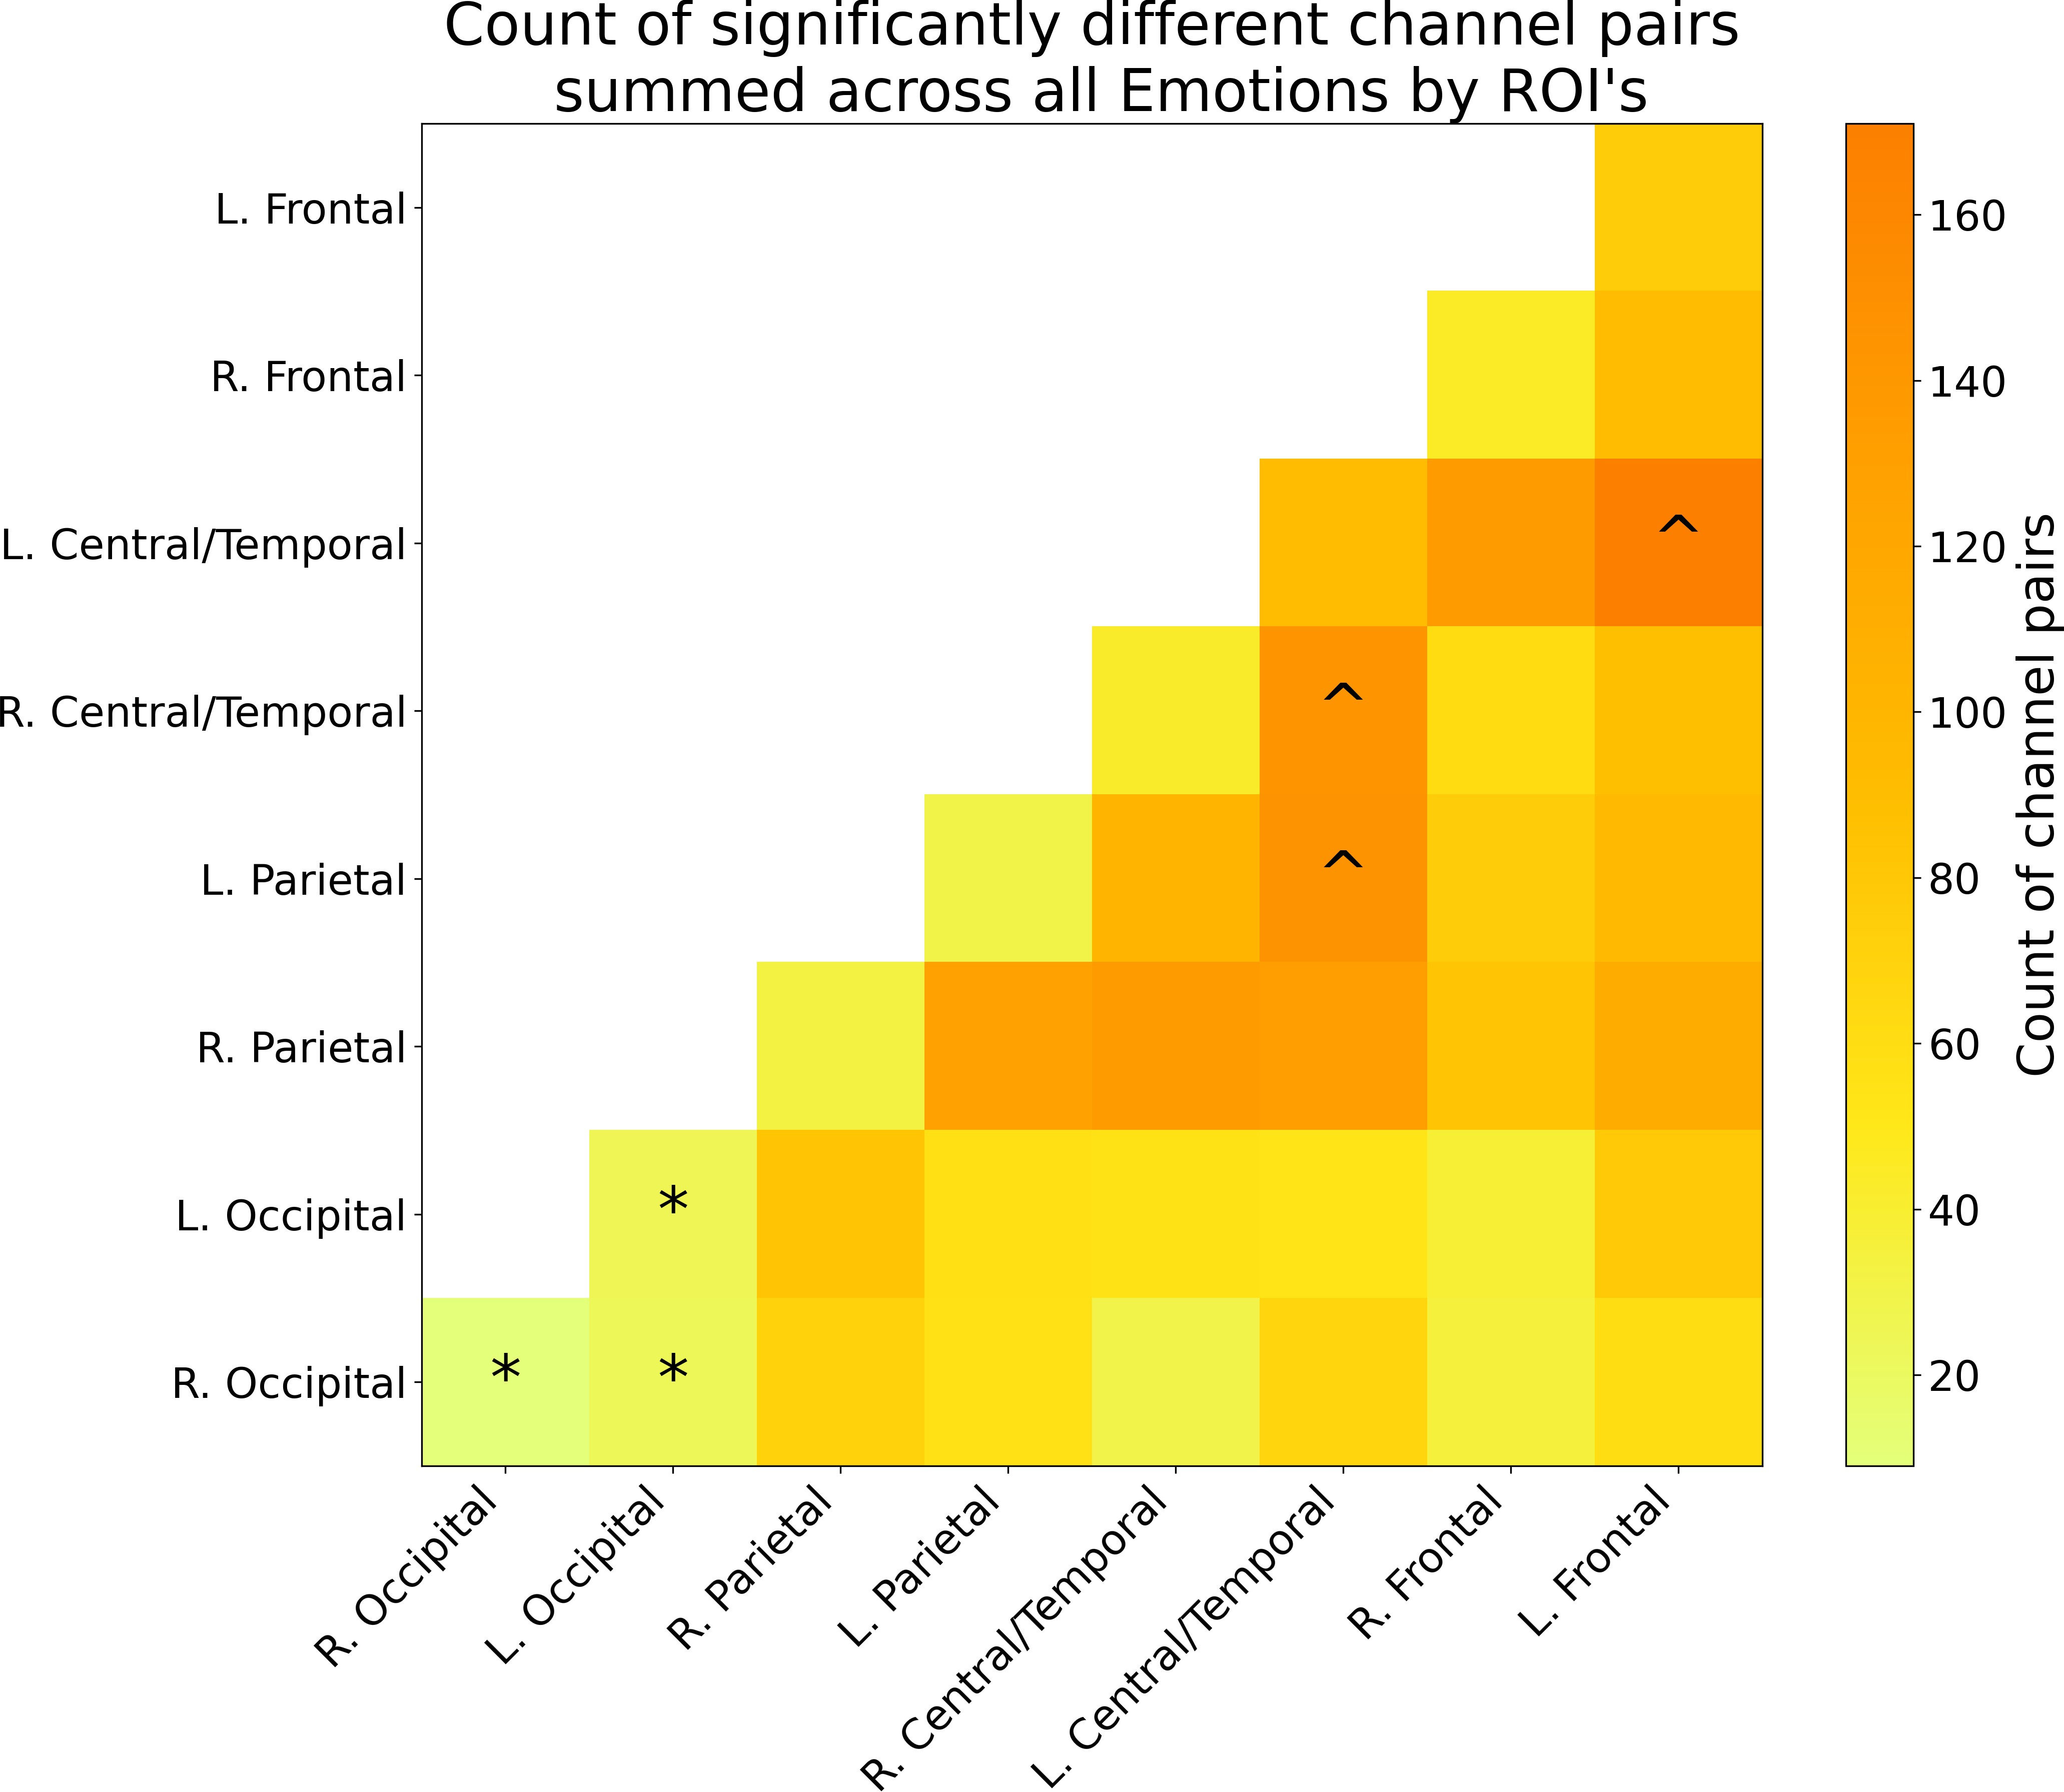 Count of significantly different channel pairs
summed across all Emotions by ROI's
L. Frontal
R. Frontal
L. Central/Temporal
^
R. Central/Temporal
^
L. Parietal
^
R. Parietal
L. Occipital
*
R. Occipital
* *
R. Occipital
L. Occipital
R. Parietal
L. Parietal
R. Central/Temporal
L. Central/Temporal
R. Frontal
L. Frontal
160
140
120
100
80
60
40
20
Count of channel pairs